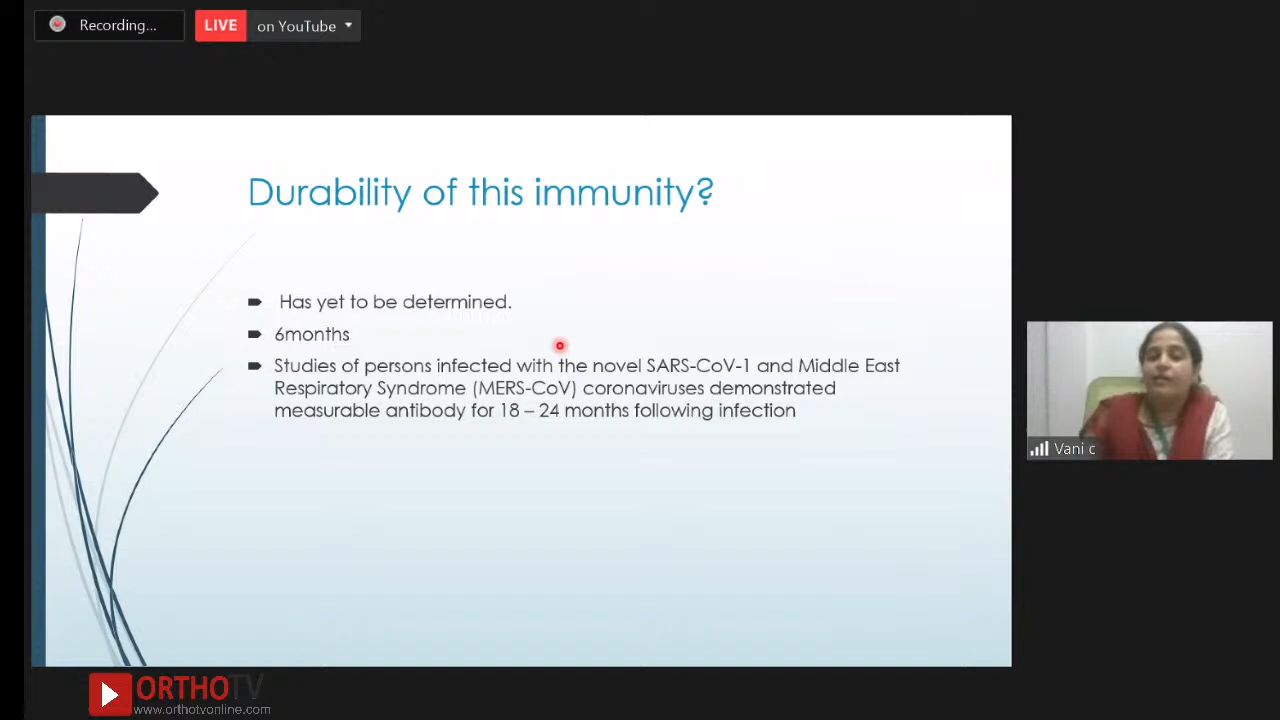 Recording...
LIVE on YouTube
Durability of this immunity?
Has yet to be determined.
6months
Studies of persons infected with the novel SARS-CoV-1 and Middle East
Respiratory Syndrome (MERS-CoV) coronaviruses demonstrated
measurable antibody for 18 – 24 months following infection
Vani c
ORTHOTV
www.orthotvonline.com